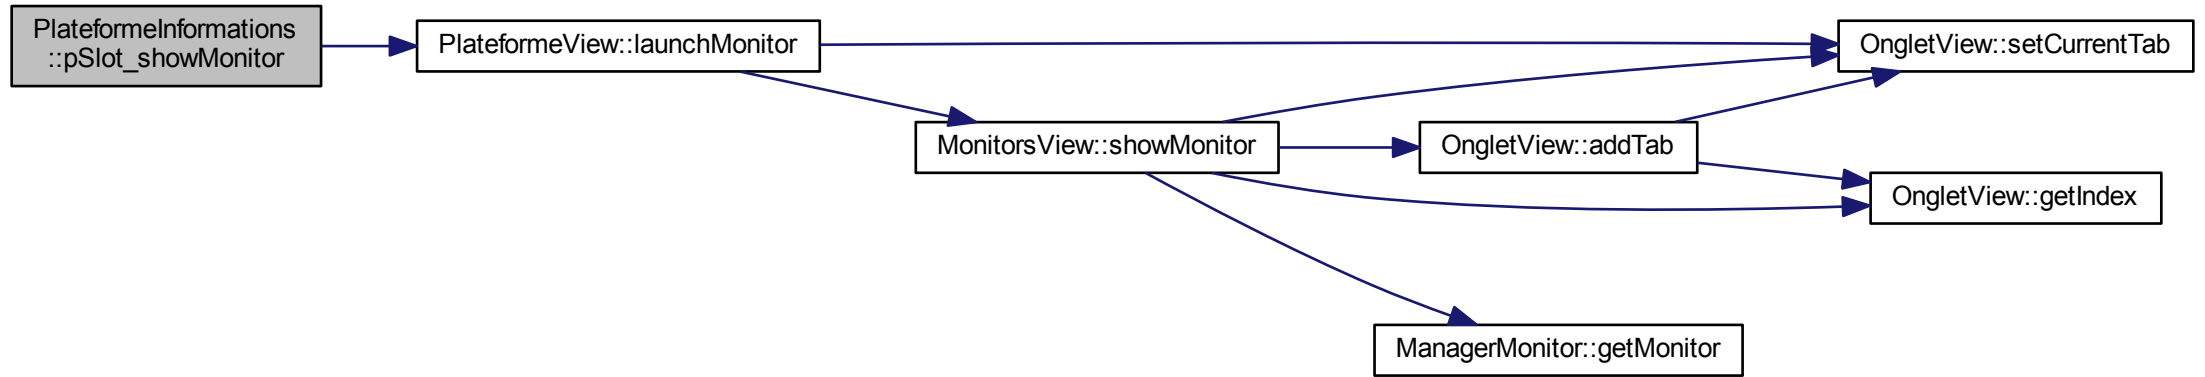 PlateformeInformations
::pSlot_showMonitor
PlateformeView::launchMonitor
OngletView::setCurrentTab
MonitorsView::showMonitor
OngletView::addTab
OngletView::getIndex
ManagerMonitor::getMonitor